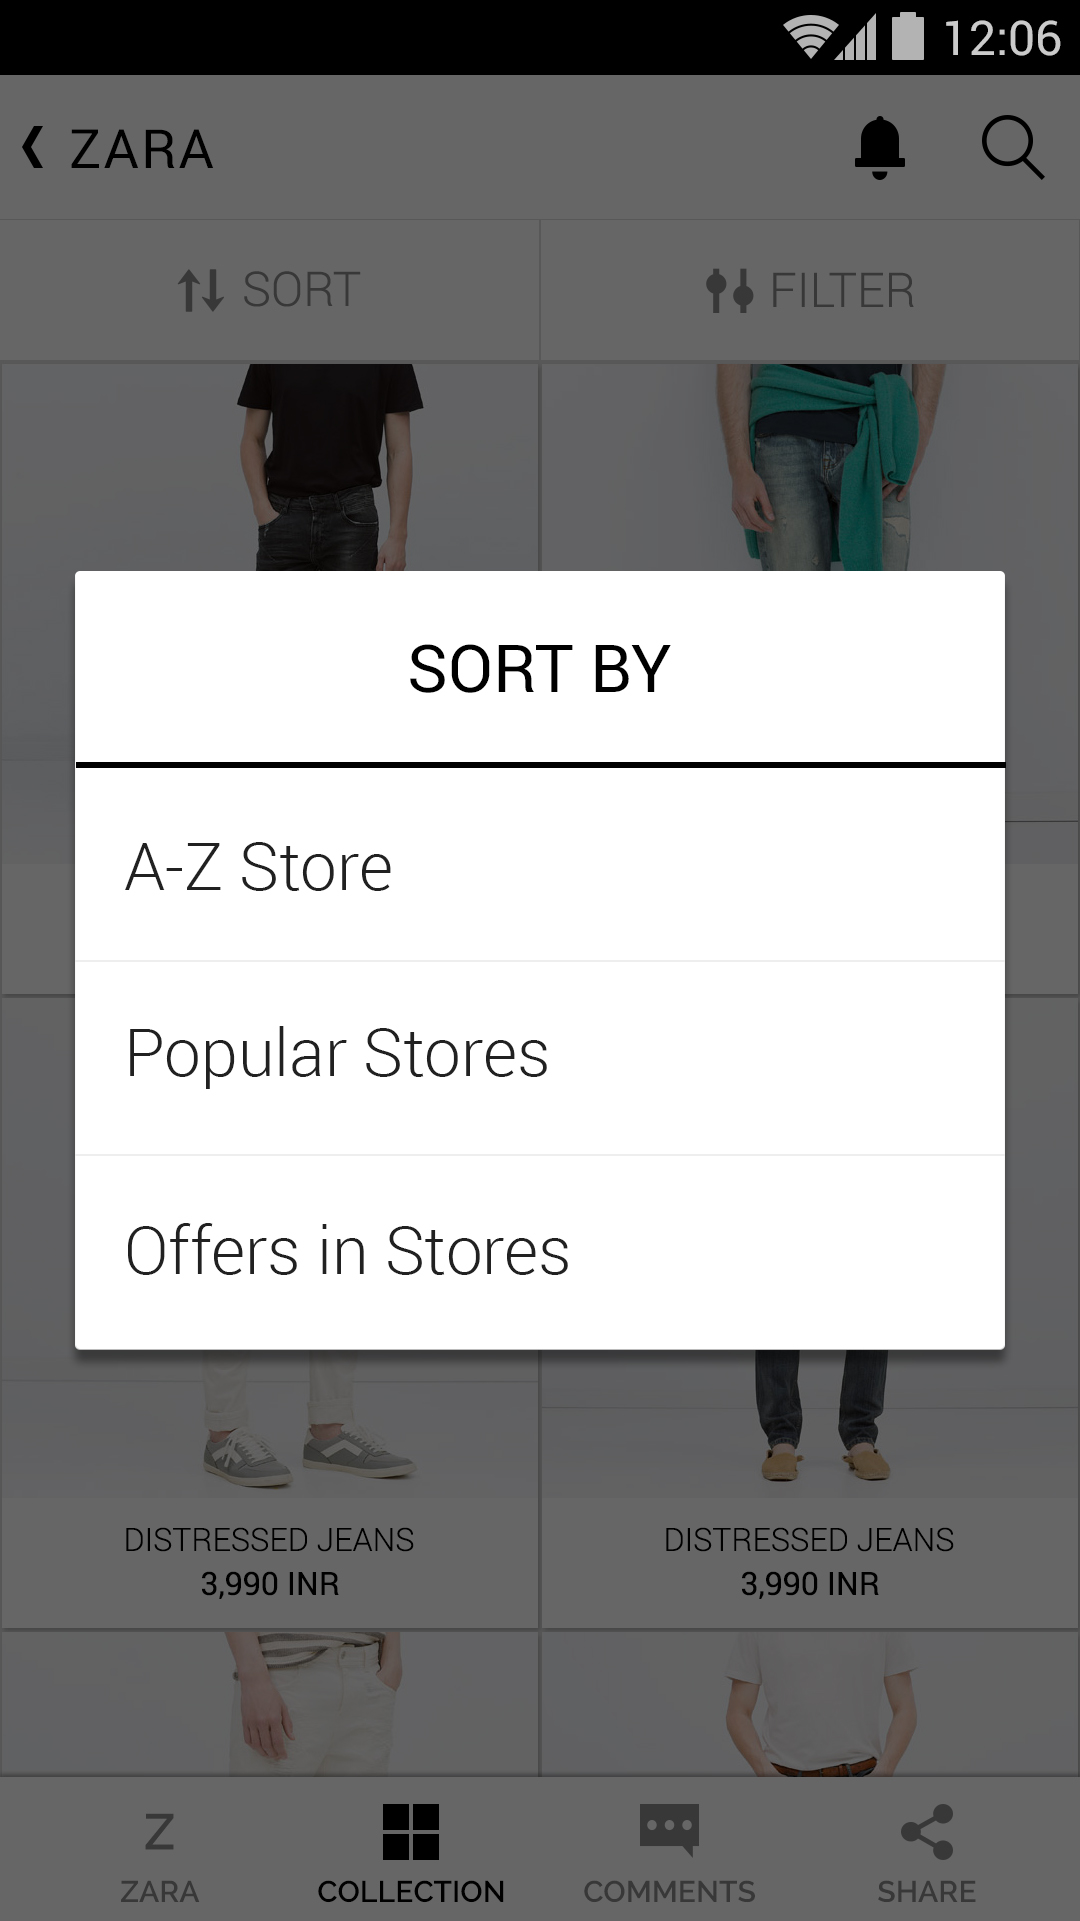 12:06
ZARA
SORT
FILTER
SORT BY
A-Z Store
Popular Stores
Offers in Stores
DISTRESSED JEANS
3,990 INR
DISTRESSED JEANS
3,990 INR
Z
ZARA
COLLECTION
COMMENTS
SHARE